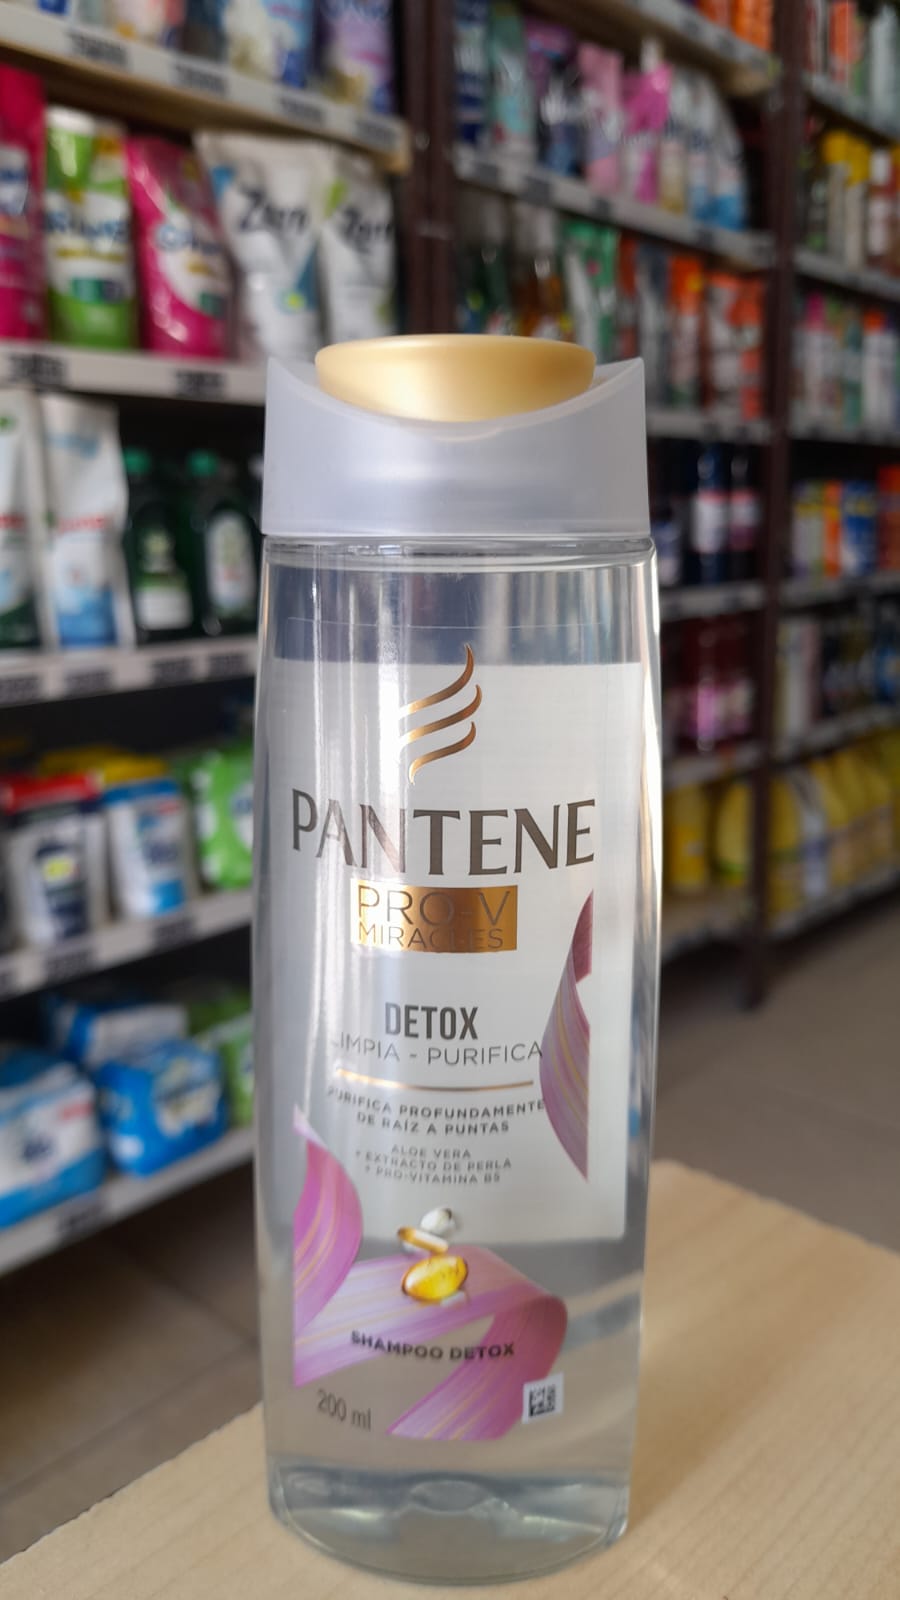 Zorn
PANTENE
PRO-V
MIRACLES
DETOX
LIMPIA - PURIFICA
PURIFICA PROFUNDAMENTE
DE RAÍZ A PUNTAS
ALOE VERA
+ EXTRACTO DE PERLA
+ PRO-VITAMINA B5
SHAMPOO DETOX
200 ml